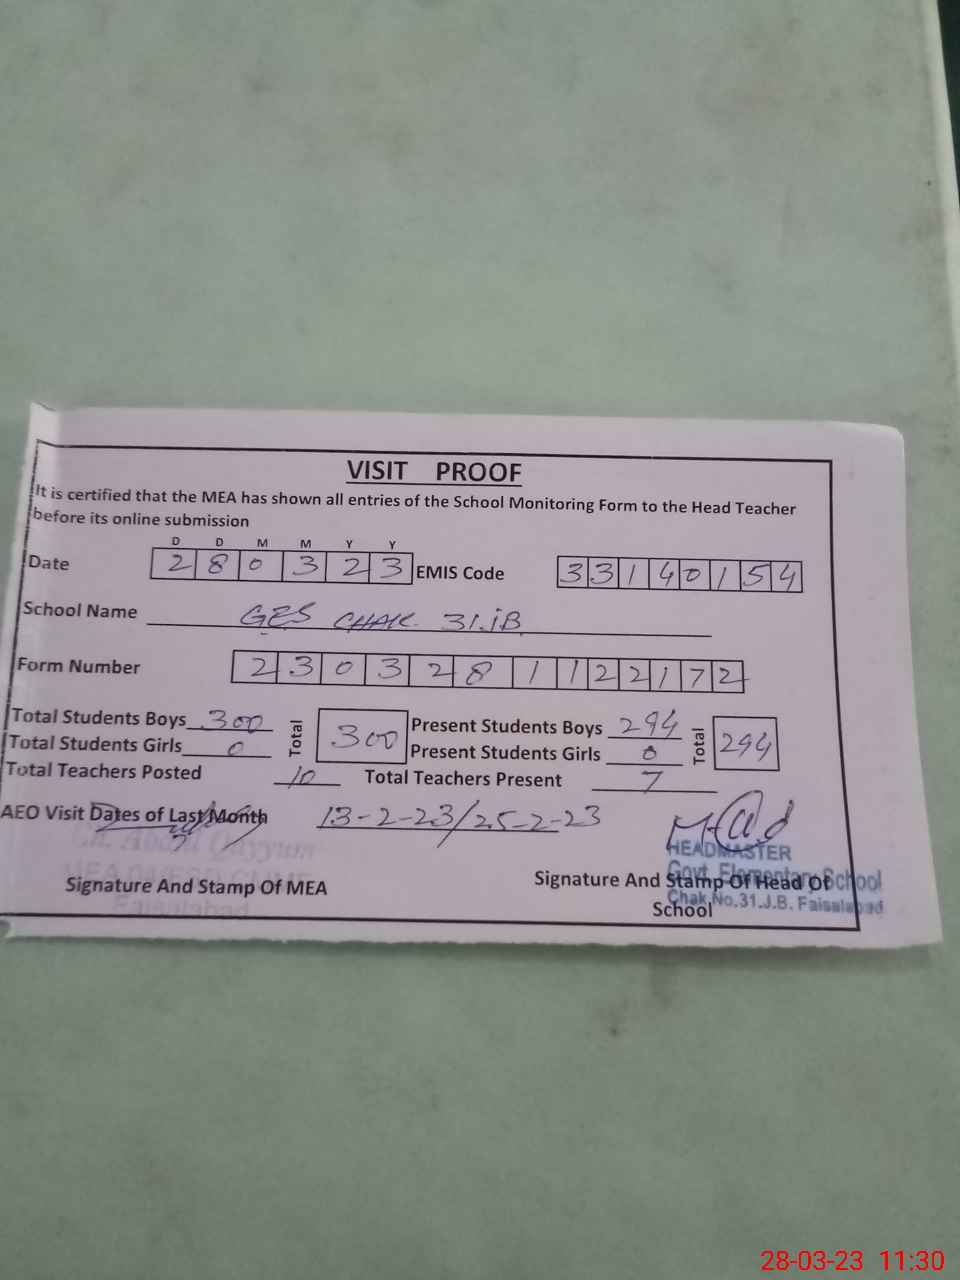 VISIT PROOF
It is certified that the MEA has shown all entries of the School Monitoring Form to the Head Teacher
before its online submission
D D M M Y Y
Date 2 8 0 3 2 3 EMIS Code 3 3 1 4 0 1 5 4
School Name GES CHAK 31.JB
Form Number 2 3 0 3 2 8 1 1 2 2 1 7 2
Total Students Boys 300 Total 300 Present Students Boys 294 Total 294
Total Students Girls 0 Present Students Girls 0
Total Teachers Posted 10 Total Teachers Present 7
AEO Visit Dates of Last Month 13-2-23/25-2-23
HEADMASTER
Govt. Elementary School
Chak No.31.J.B. Faisalabad
Signature And Stamp Of MEA
Faisalabad
Signature And Stamp Of Head Of
School
28-03-23 11:30